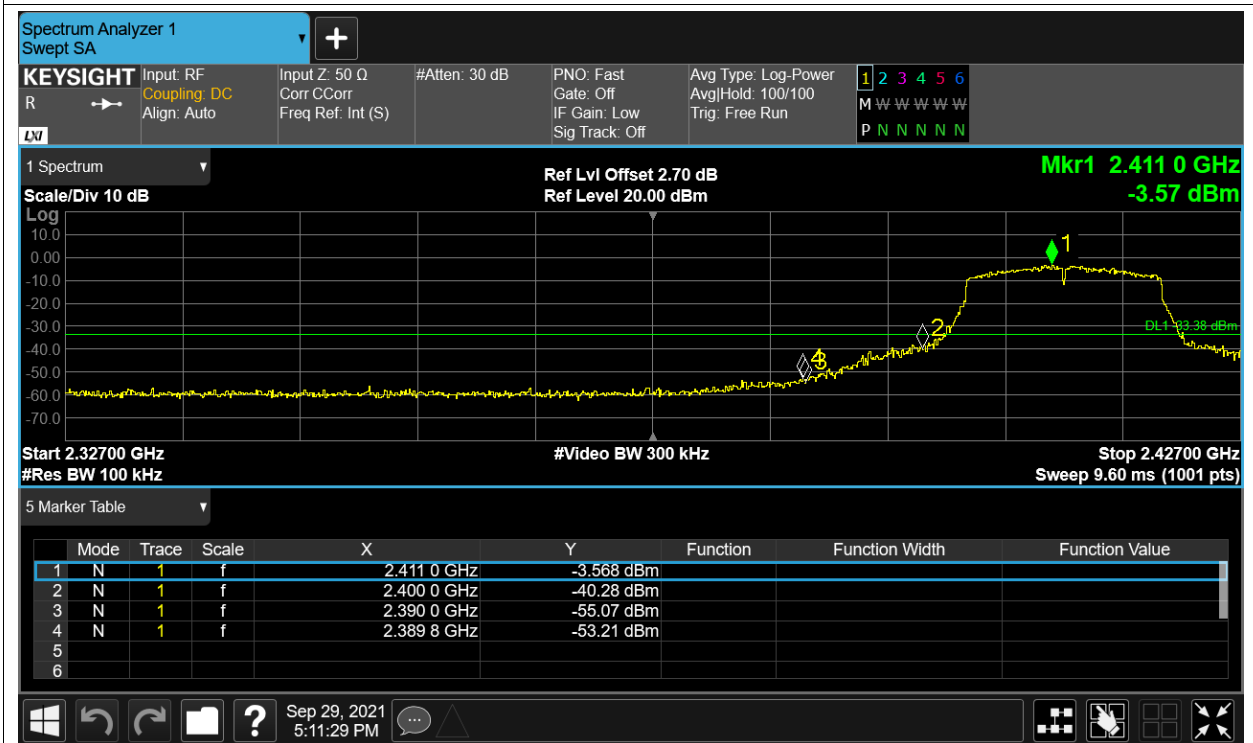 Spectrum Analyzer 1
Swept SA
KEYSIGHT
R
LXI
Input: RF
Coupling: DC
Align: Auto
Input Z: 50 Ω
Corr CCorr
Freq Ref: Int (S)
#Atten: 30 dB
PNO: Fast
Gate: Off
IF Gain: Low
Sig Track: Off
Avg Type: Log-Power
Avg|Hold: 100/100
Trig: Free Run
1 2 3 4 5 6
M W W W W W
P N N N N N
1 Spectrum
Scale/Div 10 dB
Ref Lvl Offset 2.70 dB
Ref Level 20.00 dBm
Mkr1 2.411 0 GHz
-3.57 dBm
Log
10.0
0.00
-10.0
-20.0
-30.0
-40.0
-50.0
-60.0
-70.0
1
2
3
4
DL1 -33.38 dBm
Start 2.32700 GHz
#Res BW 100 kHz
#Video BW 300 kHz
Stop 2.42700 GHz
Sweep 9.60 ms (1001 pts)
5 Marker Table
Mode Trace Scale X Y Function Function Width Function Value
1 N 1 f 2.411 0 GHz -3.568 dBm
2 N 1 f 2.400 0 GHz -40.28 dBm
3 N 1 f 2.390 0 GHz -55.07 dBm
4 N 1 f 2.389 8 GHz -53.21 dBm
5
6
?
Sep 29, 2021
5:11:29 PM